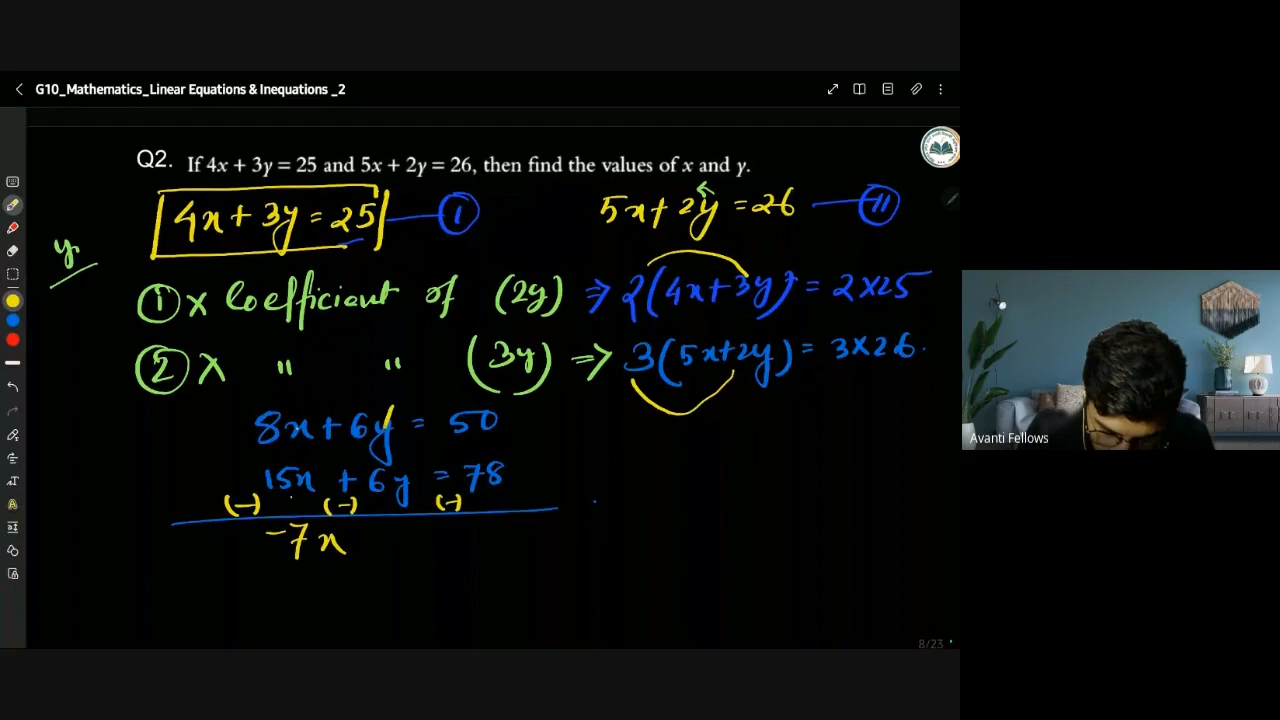 G10_Mathematics_Linear Equations & Inequations _2
Q2. If 4x + 3y = 25 and 5x + 2y = 26, then find the values of x and y.
4x + 3y = 25 — ① 5x + 2y = 26 — ⑪
y
① × Coefficient of (2y) ⇒ 2(4x+3y) = 2×25
② × " " (3y) ⇒ 3(5x+2y) = 3×26.
8x + 6y = 50
15x + 6y = 78
(-) (-) (-)
-7x
Avanti Fellows
8/23